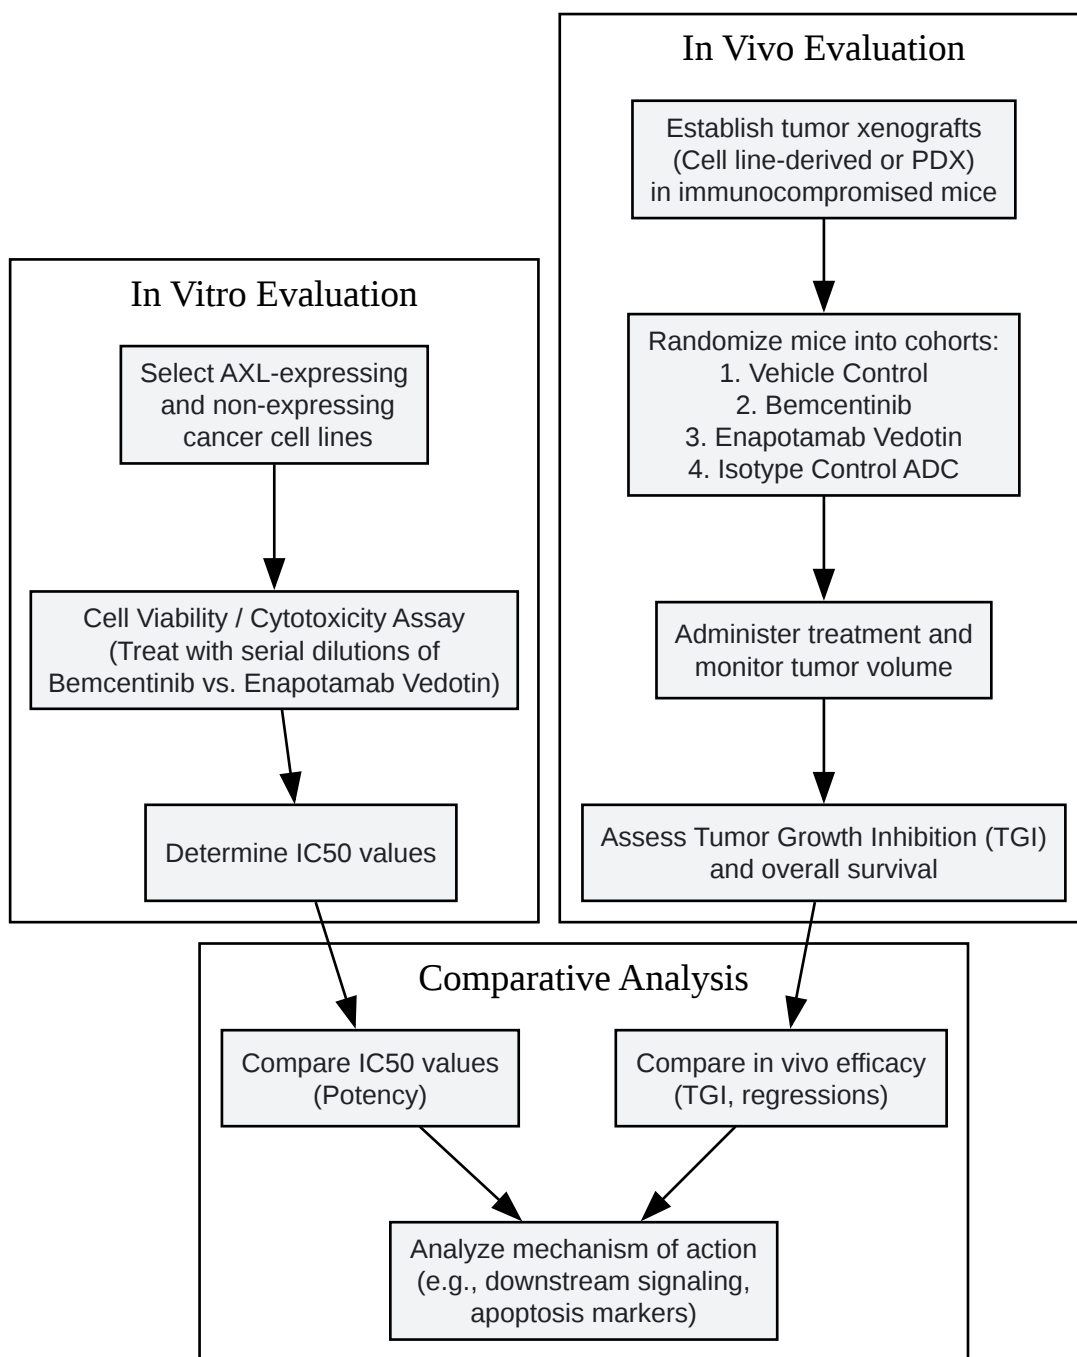 In Vitro Evaluation
Select AXL-expressing
and non-expressing
cancer cell lines
Cell Viability / Cytotoxicity Assay
(Treat with serial dilutions of
Bemcentinib vs. Enapotamab Vedotin)
Determine IC50 values
In Vivo Evaluation
Establish tumor xenografts
(Cell line-derived or PDX)
in immunocompromised mice
Randomize mice into cohorts:
1. Vehicle Control
2. Bemcentinib
3. Enapotamab Vedotin
4. Isotype Control ADC
Administer treatment and
monitor tumor volume
Assess Tumor Growth Inhibition (TGI)
and overall survival
Comparative Analysis
Compare IC50 values
(Potency)
Compare in vivo efficacy
(TGI, regressions)
Analyze mechanism of action
(e.g., downstream signaling,
apoptosis markers)